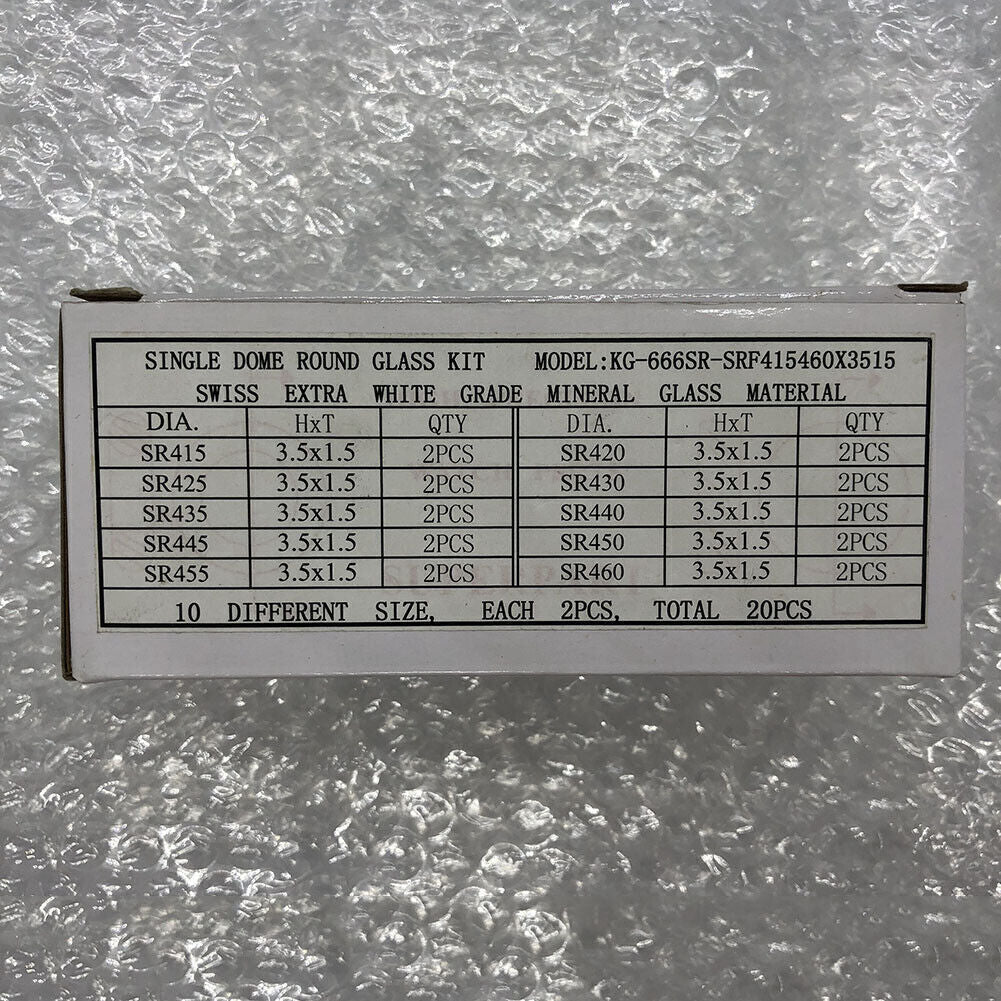 SINGLE DOME ROUND GLASS KIT MODEL:KG-666SR-SRF415460X3515
SWISS EXTRA WHITE GRADE MINERAL GLASS MATERIAL
DIA. HxT QTY DIA. HxT QTY
SR415 3.5x1.5 2PCS SR420 3.5x1.5 2PCS
SR425 3.5x1.5 2PCS SR430 3.5x1.5 2PCS
SR435 3.5x1.5 2PCS SR440 3.5x1.5 2PCS
SR445 3.5x1.5 2PCS SR450 3.5x1.5 2PCS
SR455 3.5x1.5 2PCS SR460 3.5x1.5 2PCS
10 DIFFERENT SIZE, EACH 2PCS, TOTAL 20PCS